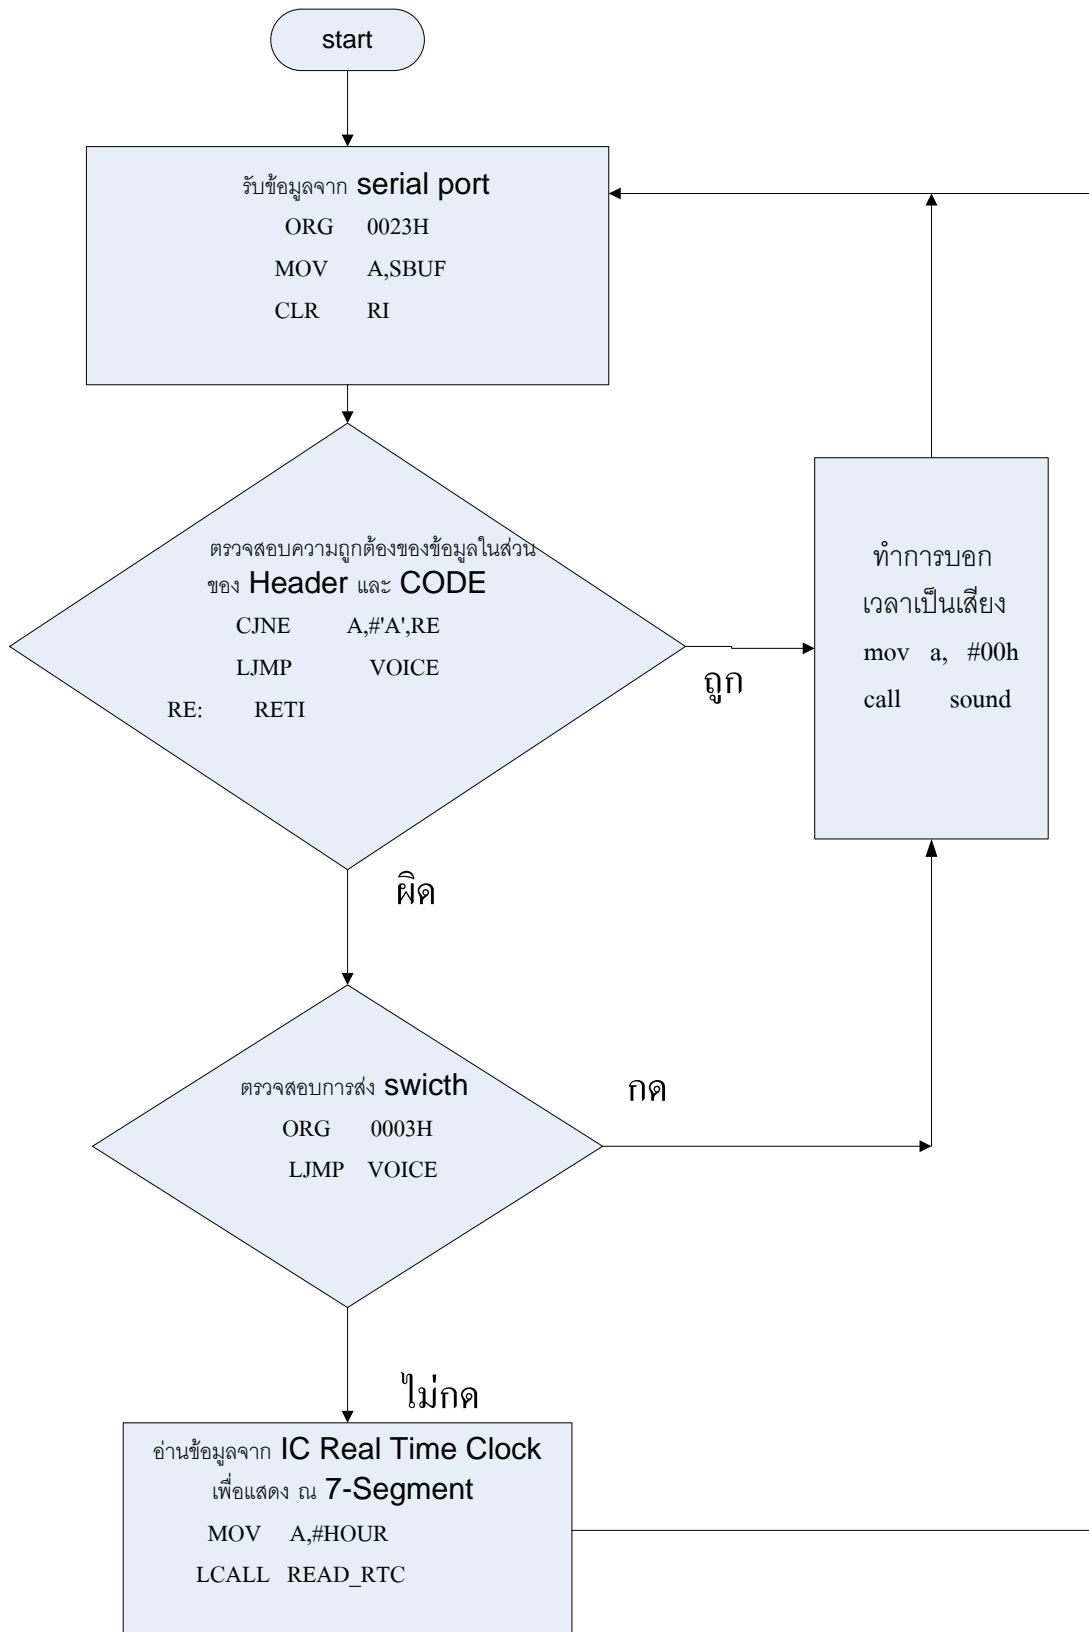 start
รับข้อมูลจาก serial port
ORG 0023H
MOV A,SBUF
CLR RI
ตรวจสอบความถูกต้องของข้อมูลในส่วน
ของ Header และ CODE
CJNE A,#'A',RE
LJMP VOICE
RE: RETI
ถูก
ทำการบอก
เวลาเป็นเสียง
mov a, #00h
call sound
ผิด
ตรวจสอบการส่ง swicth
ORG 0003H
LJMP VOICE
กด
ไม่กด
อ่านข้อมูลจาก IC Real Time Clock
เพื่อแสดง ณ 7-Segment
MOV A,#HOUR
LCALL READ_RTC